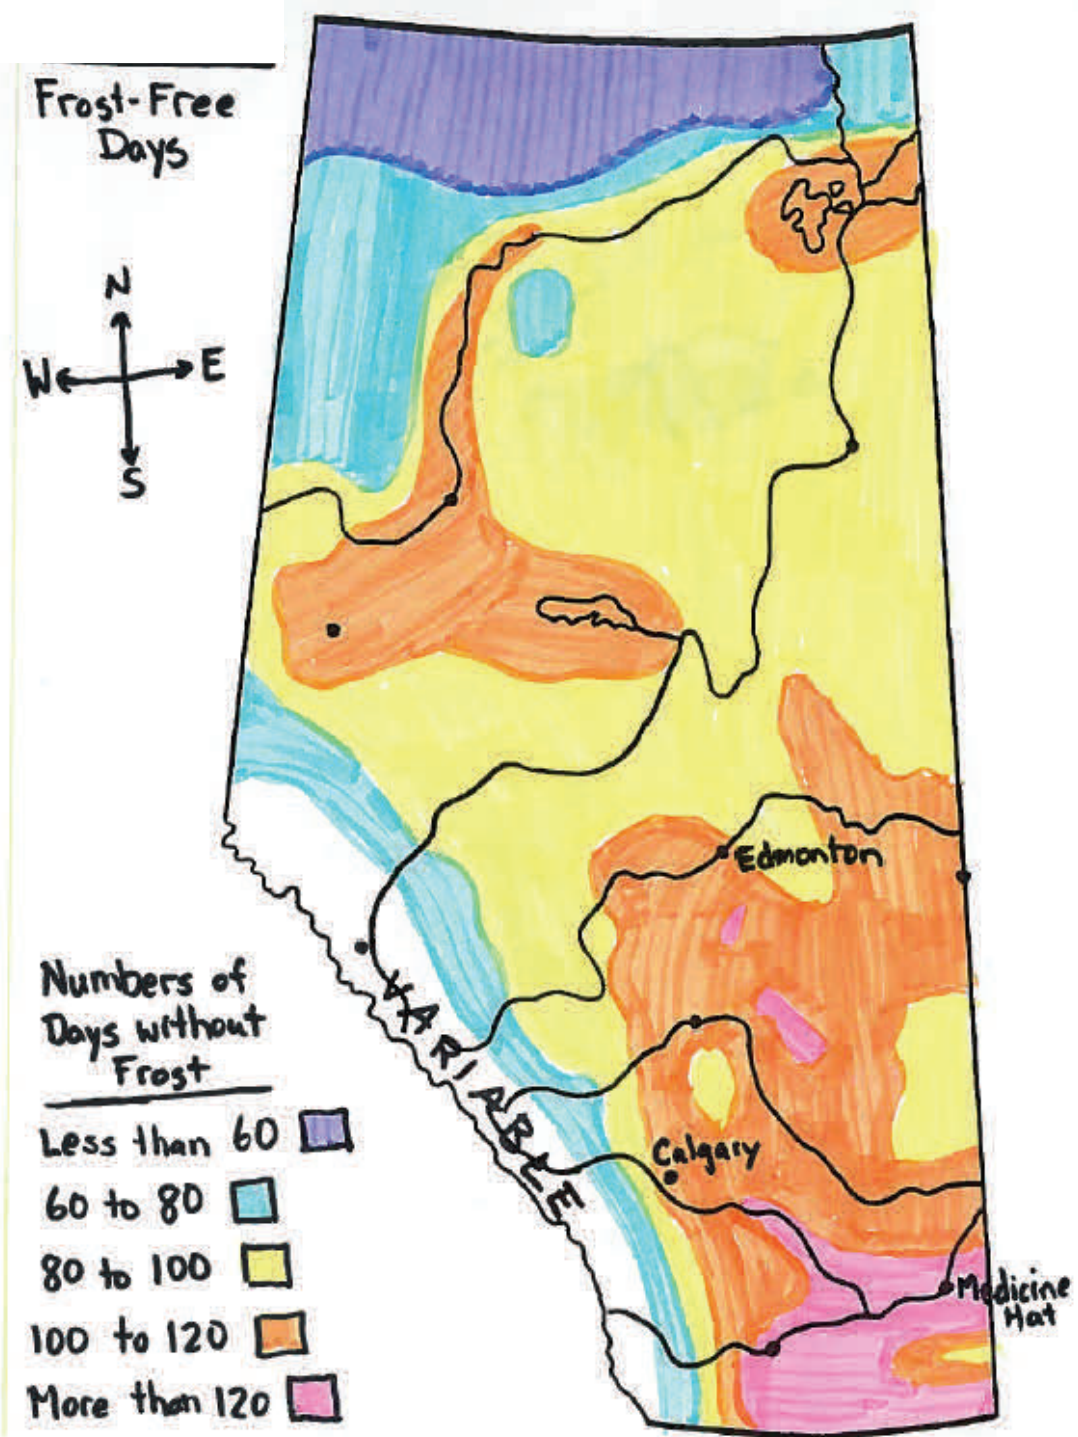 Frost-Free
Days
N
W E
S
Edmonton
VARIABLE
Calgary
Medicine
Hat
Numbers of
Days without
Frost
Less than 60
60 to 80
80 to 100
100 to 120
More than 120